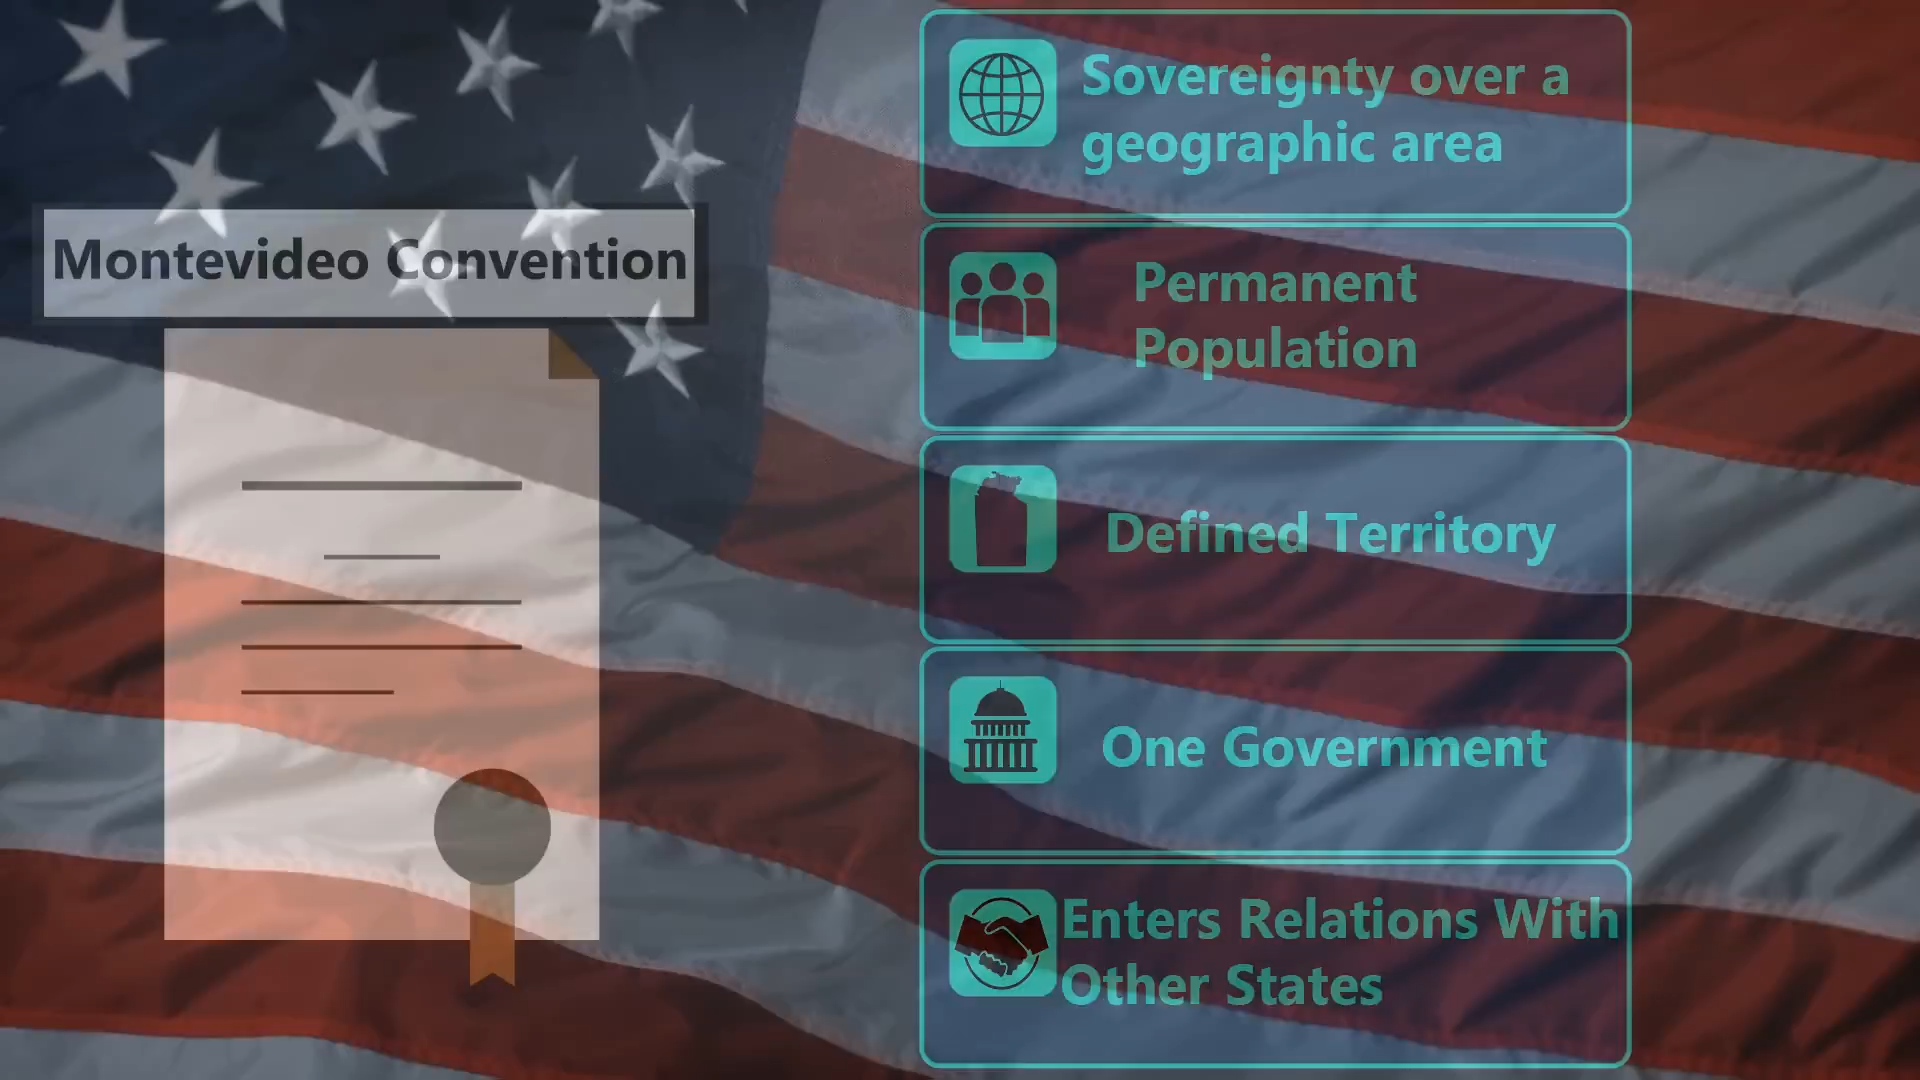 Montevideo Convention
Sovereignty over a
geographic area
Permanent
Population
Defined Territory
One Government
Enters Relations With
Other States